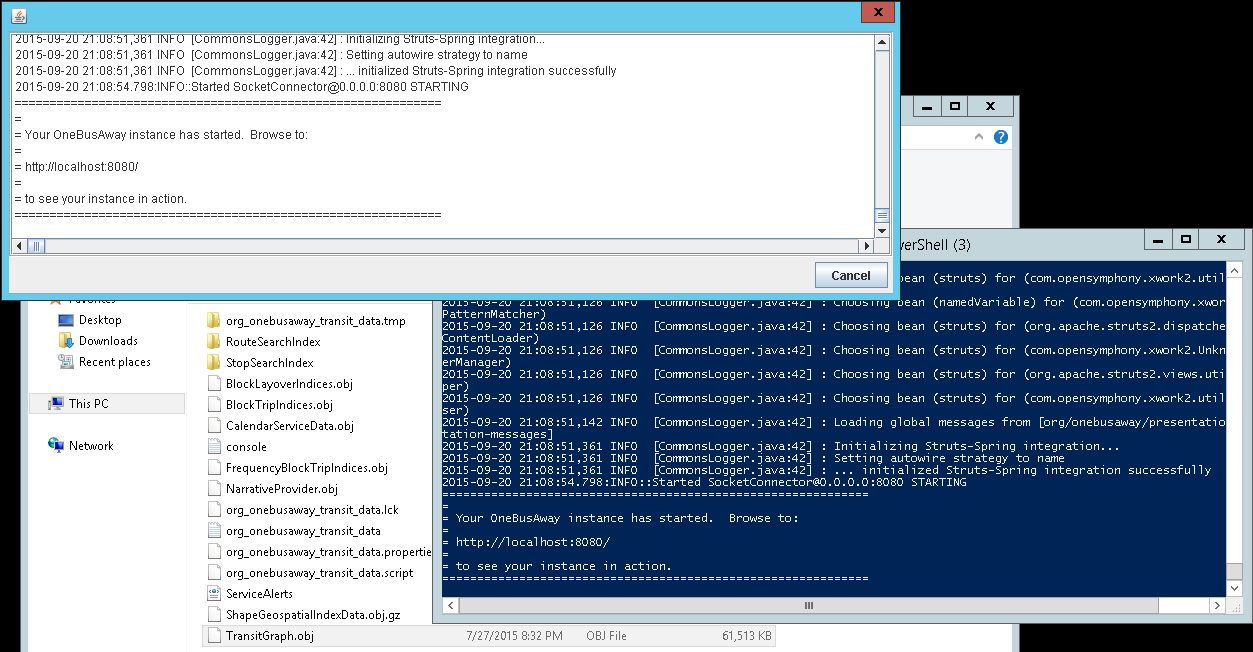 2015-09-20 21:08:51,361 INFO  [CommonsLogger.java:42] : Initializing Struts-Spring integration...
2015-09-20 21:08:51,361 INFO  [CommonsLogger.java:42] : Setting autowire strategy to name
2015-09-20 21:08:51,361 INFO  [CommonsLogger.java:42] : ... initialized Struts-Spring integration successfully
2015-09-20 21:08:54.798:INFO::Started SocketConnector@0.0.0.0:8080 STARTING
=============================================================
=
= Your OneBusAway instance has started.  Browse to:
=
= http://localhost:8080/
=
= to see your instance in action.
=============================================================
Cancel
Favorites
Desktop
Downloads
Recent places
This PC
Network
org_onebusaway_transit_data.tmp
RouteSearchIndex
StopSearchIndex
BlockLayoverIndices.obj
BlockTripIndices.obj
CalendarServiceData.obj
console
FrequencyBlockTripIndices.obj
NarrativeProvider.obj
org_onebusaway_transit_data.lck
org_onebusaway_transit_data
org_onebusaway_transit_data.propertie
org_onebusaway_transit_data.script
ServiceAlerts
ShapeGeospatialIndexData.obj.gz
TransitGraph.obj 7/27/2015 8:32 PM OBJ File 61,513 KB
werShell (3)
ean (struts) for (com.opensymphony.xwork2.util
2015-09-20 21:08:51,126 INFO  [CommonsLogger.java:42] : Choosing bean (namedVariable) for (com.opensymphony.xwor
PatternMatcher)
2015-09-20 21:08:51,126 INFO  [CommonsLogger.java:42] : Choosing bean (struts) for (org.apache.struts2.dispatche
ContentLoader)
2015-09-20 21:08:51,126 INFO  [CommonsLogger.java:42] : Choosing bean (struts) for (com.opensymphony.xwork2.Unkn
erManager)
2015-09-20 21:08:51,126 INFO  [CommonsLogger.java:42] : Choosing bean (struts) for (org.apache.struts2.views.uti
per)
2015-09-20 21:08:51,126 INFO  [CommonsLogger.java:42] : Choosing bean (struts) for (com.opensymphony.xwork2.util
ser)
2015-09-20 21:08:51,142 INFO  [CommonsLogger.java:42] : Loading global messages from [org/onebusaway/presentatio
tation-messages]
2015-09-20 21:08:51,361 INFO  [CommonsLogger.java:42] : Initializing Struts-Spring integration...
2015-09-20 21:08:51,361 INFO  [CommonsLogger.java:42] : Setting autowire strategy to name
2015-09-20 21:08:51,361 INFO  [CommonsLogger.java:42] : ... initialized Struts-Spring integration successfully
2015-09-20 21:08:54.798:INFO::Started SocketConnector@0.0.0.0:8080 STARTING
=============================================================
=
= Your OneBusAway instance has started.  Browse to:
=
= http://localhost:8080/
=
= to see your instance in action.
=============================================================